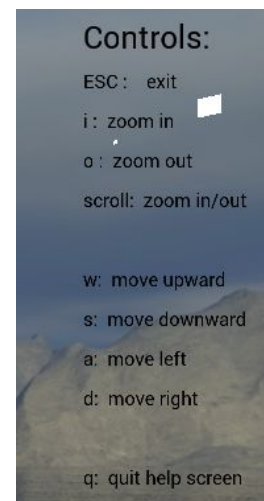 Controls:
ESC :  exit
i :  zoom in
o :  zoom out
scroll:  zoom in/out
w:  move upward
s:  move downward
a:  move left
d:  move right
q:  quit help screen